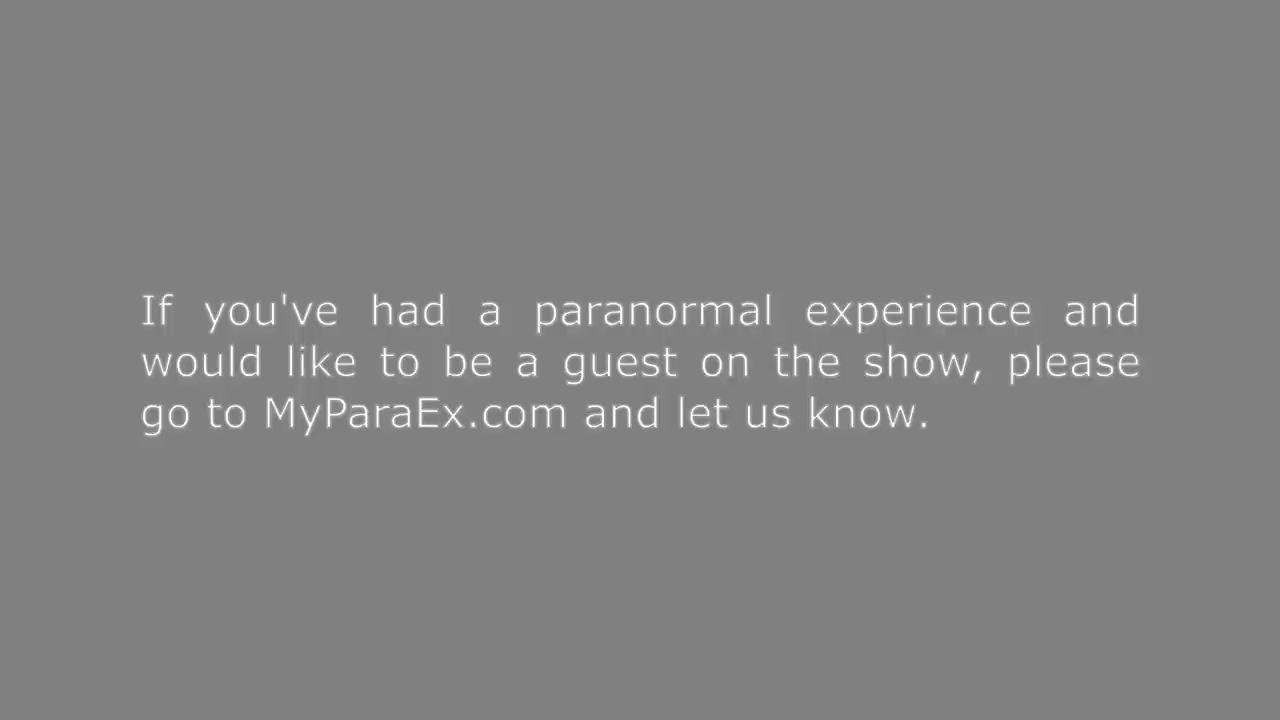 If you've had a paranormal experience and
would like to be a guest on the show, please
go to MyParaEx.com and let us know.